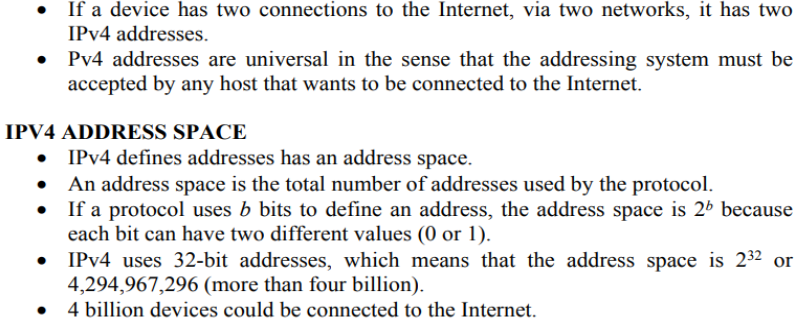 • If a device has two connections to the Internet, via two networks, it has two
IPv4 addresses.
• Pv4 addresses are universal in the sense that the addressing system must be
accepted by any host that wants to be connected to the Internet.
IPV4 ADDRESS SPACE
• IPv4 defines addresses has an address space.
• An address space is the total number of addresses used by the protocol.
• If a protocol uses b bits to define an address, the address space is 2ᵇ because
each bit can have two different values (0 or 1).
• IPv4 uses 32-bit addresses, which means that the address space is 2³² or
4,294,967,296 (more than four billion).
• 4 billion devices could be connected to the Internet.